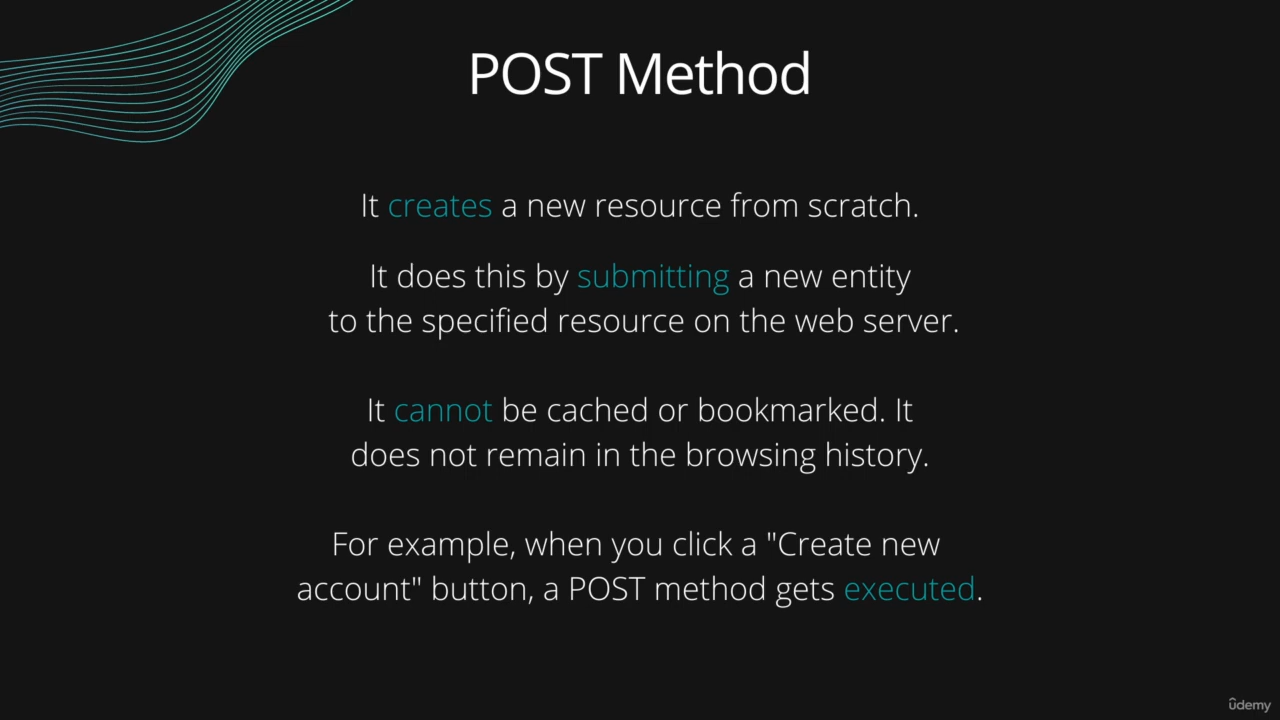 POST Method
It creates a new resource from scratch.
It does this by submitting a new entity
to the specified resource on the web server.
It cannot be cached or bookmarked. It
does not remain in the browsing history.
For example, when you click a "Create new
account" button, a POST method gets executed.
ûdemy